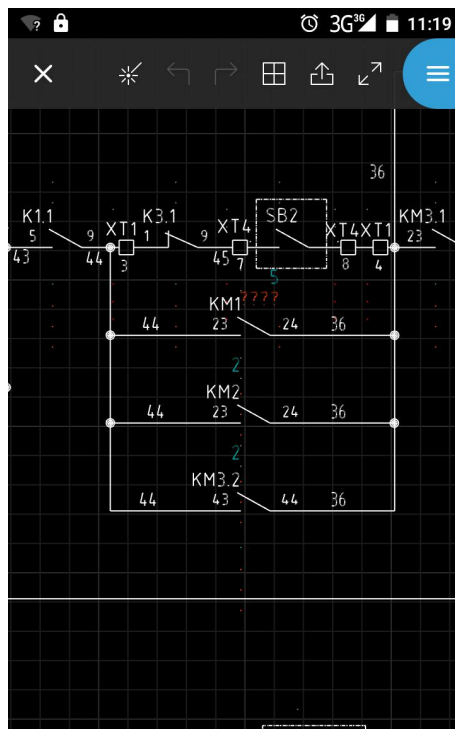 ? 3G 3G 11:19
36
K1.1 XT1 K3.1 XT4 SB2 XT4 XT1 KM3.1
5 9 1 9 23
43 44 3 45 7 8 4
5
KM1 ????
44 23 24 36
2
KM2
44 23 24 36
2
KM3.2
44 43 44 36